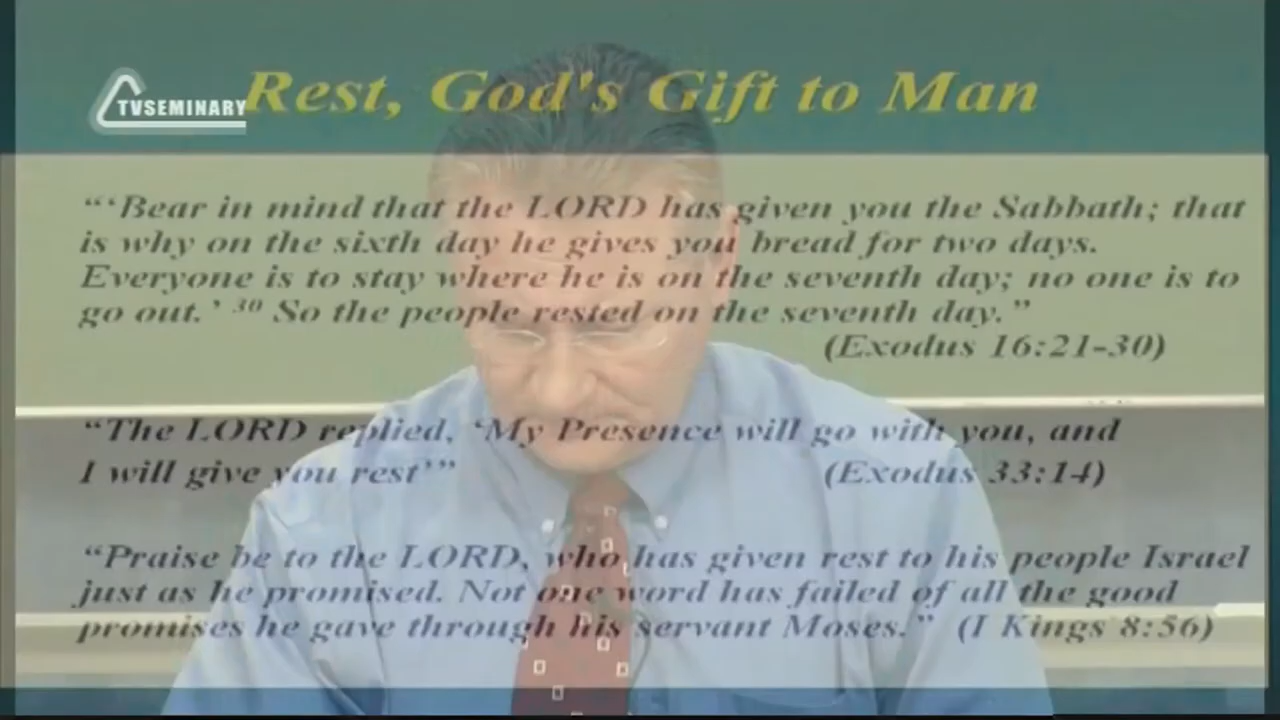 TVSEMINARY
Rest, God's Gift to Man
“‘Bear in mind that the LORD has given you the Sabbath; that
is why on the sixth day he gives you bread for two days.
Everyone is to stay where he is on the seventh day; no one is to
go out.’ 30 So the people rested on the seventh day.”
(Exodus 16:21-30)
“The LORD replied, ‘My Presence will go with you, and
I will give you rest’” (Exodus 33:14)
“Praise be to the LORD, who has given rest to his people Israel
just as he promised. Not one word has failed of all the good
promises he gave through his servant Moses.” (I Kings 8:56)